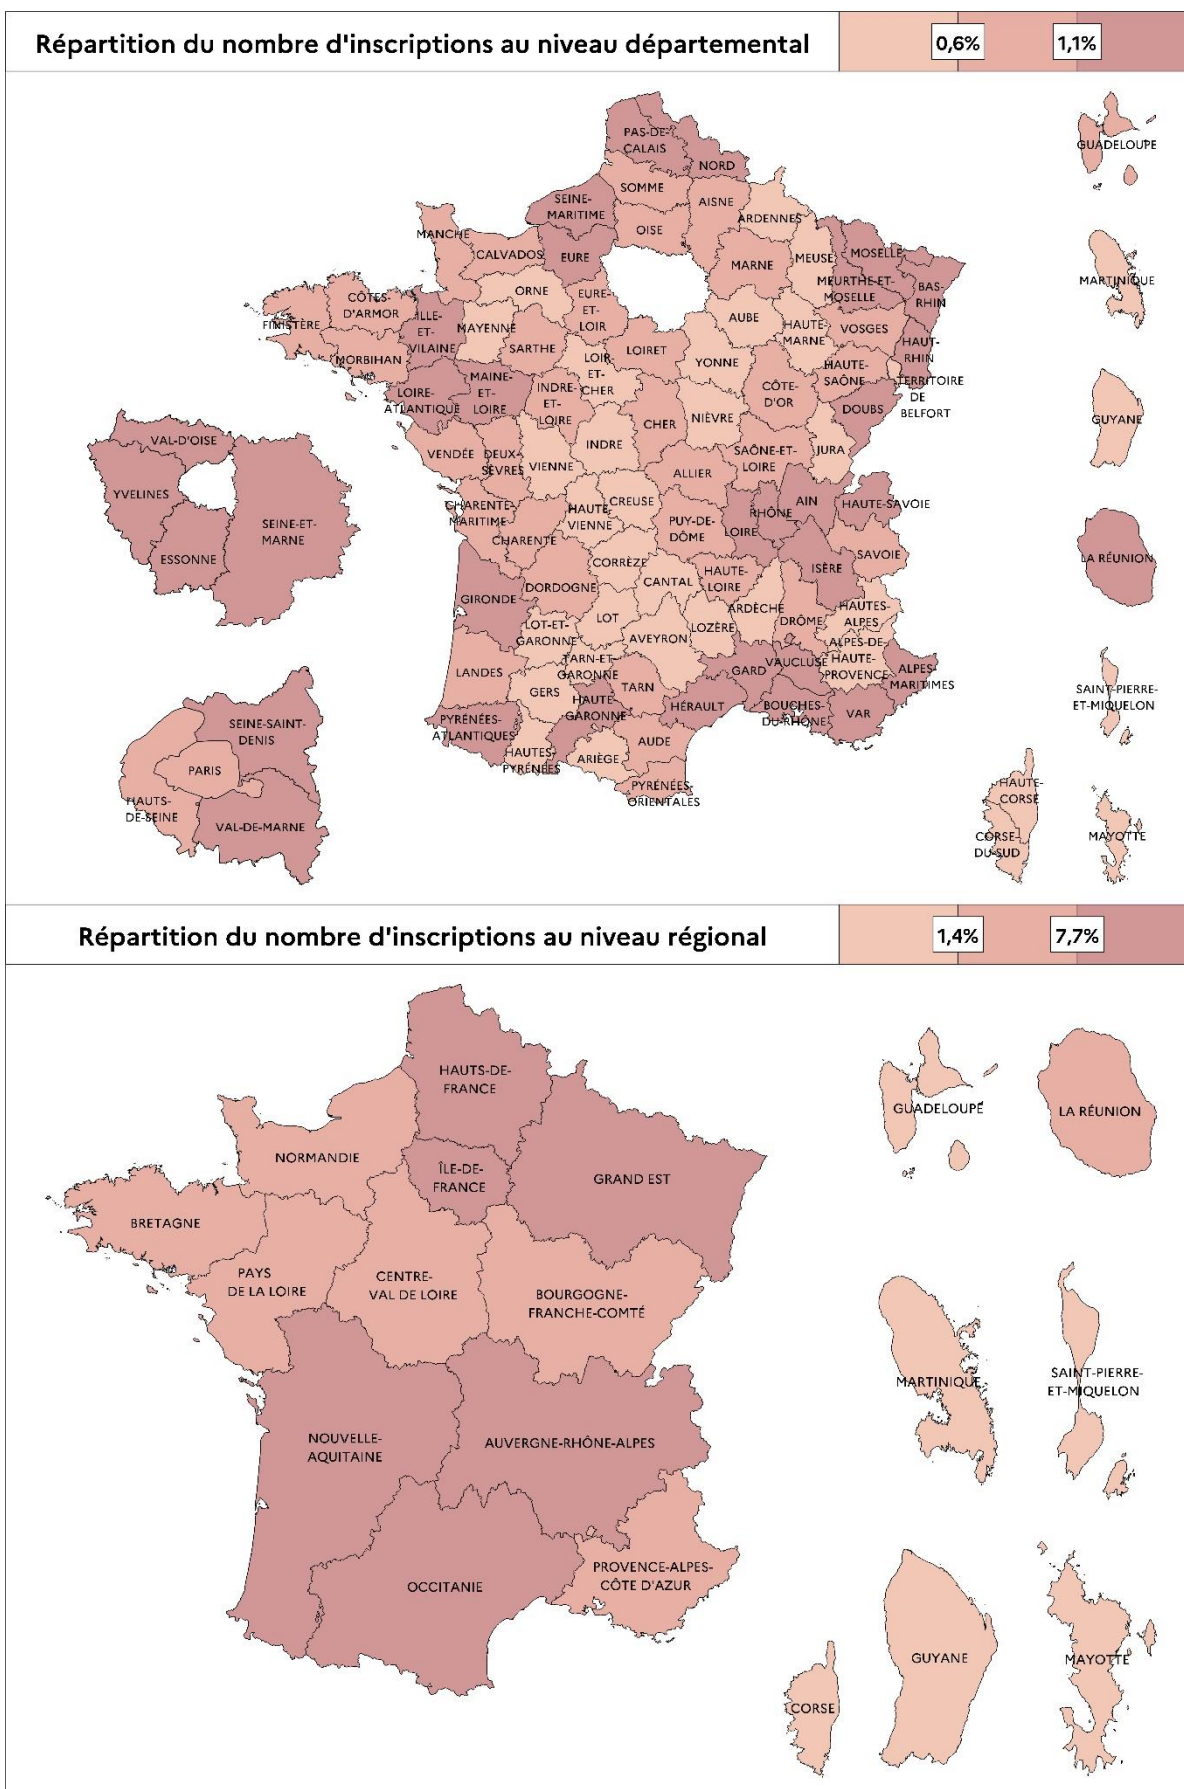 Répartition du nombre d'inscriptions au niveau départemental
0,6%
1,1%
PAS-DE-
CALAIS
NORD
GUADELOUPE
SOMME
SEINE-
MARITIME
AISNE
ARDENNES
OISE
MANCHE
CALVADOS
EURE
MARNE
MEUSE
MOSELLE
MEURTHE-ET-
MOSELLE
BAS-
RHIN
MARTINIQUE
ORNE
EURE-
ET-
LOIR
CÔTES-
D'ARMOR
FINISTÈRE
ILLE-
ET-
VILAINE
MAYENNE
AUBE
HAUTE-
MARNE
VOSGES
HAUT-
RHIN
MORBIHAN
SARTHE
LOIR-
ET-
CHER
LOIRET
YONNE
HAUTE-
SAÔNE
TERRITOIRE
DE
BELFORT
LOIRE-
ATLANTIQUE
MAINE-
ET-
LOIRE
INDRE-
ET-
LOIRE
CÔTE-
D'OR
DOUBS
GUYANE
CHER
NIÈVRE
VAL-D'OISE
VENDÉE
DEUX-
SÈVRES
VIENNE
INDRE
SAÔNE-ET-
LOIRE
JURA
ALLIER
YVELINES
SEINE-ET-
MARNE
ESSONNE
CHARENTE-
MARITIME
CHARENTE
HAUTE-
VIENNE
CREUSE
PUY-DE-
DÔME
LOIRE
RHÔNE
AIN
HAUTE-SAVOIE
SAVOIE
LA RÉUNION
CORRÈZE
ISÈRE
GIRONDE
DORDOGNE
CANTAL
HAUTE-
LOIRE
ARDÈCHE
DRÔME
HAUTES-
ALPES
LOT-ET-
GARONNE
LOT
AVEYRON
LOZÈRE
ALPES-DE-
HAUTE-
PROVENCE
ALPES-
MARITIMES
LANDES
TARN-ET-
GARONNE
GERS
TARN
GARD
VAUCLUSE
SAINT-PIERRE-
ET-MIQUELON
HAUTE-
GARONNE
HÉRAULT
BOUCHES-
DU-RHÔNE
VAR
PYRÉNÉES-
ATLANTIQUES
HAUTES-
PYRÉNÉES
ARIÈGE
AUDE
PYRÉNÉES-
ORIENTALES
SEINE-SAINT-
DENIS
PARIS
HAUTS-
DE-SEINE
VAL-DE-MARNE
HAUTE-
CORSE
CORSE-
DU-SUD
MAYOTTE
Répartition du nombre d'inscriptions au niveau régional
1,4%
7,7%
HAUTS-DE-
FRANCE
GUADELOUPE
LA RÉUNION
NORMANDIE
ÎLE-DE-
FRANCE
GRAND EST
BRETAGNE
PAYS
DE LA LOIRE
CENTRE-
VAL DE LOIRE
BOURGOGNE-
FRANCHE-COMTÉ
MARTINIQUE
SAINT-PIERRE-
ET-MIQUELON
NOUVELLE-
AQUITAINE
AUVERGNE-RHÔNE-ALPES
OCCITANIE
PROVENCE-ALPES-
CÔTE D'AZUR
GUYANE
MAYOTTE
CORSE